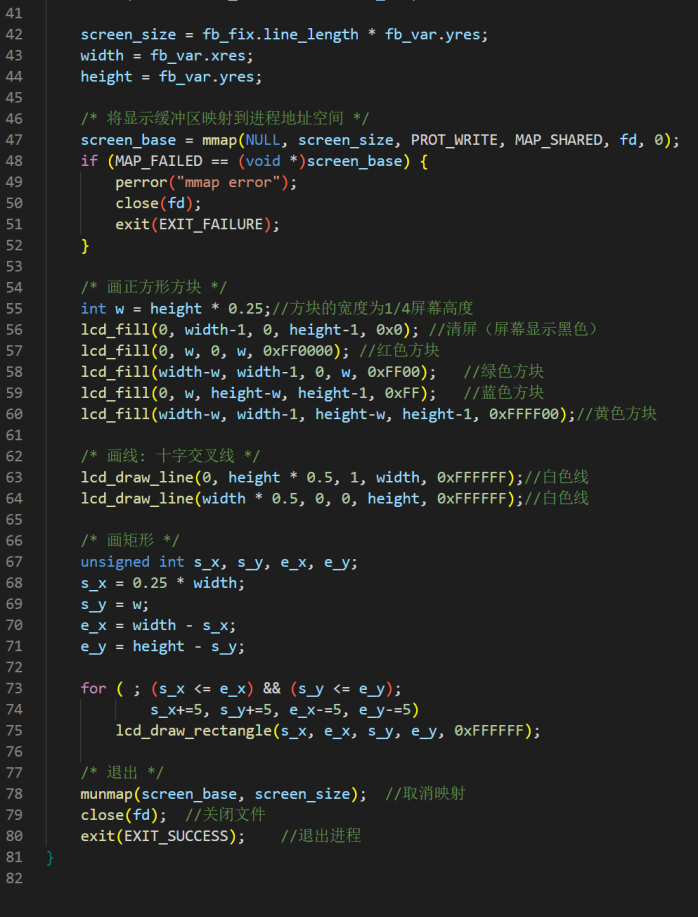 41
42 screen_size = fb_fix.line_length * fb_var.yres;
43 width = fb_var.xres;
44 height = fb_var.yres;
45
46 /* 将显示缓冲区映射到进程地址空间 */
47 screen_base = mmap(NULL, screen_size, PROT_WRITE, MAP_SHARED, fd, 0);
48 if (MAP_FAILED == (void *)screen_base) {
49 perror("mmap error");
50 close(fd);
51 exit(EXIT_FAILURE);
52 }
53
54 /* 画正方形方块 */
55 int w = height * 0.25;//方块的宽度为1/4屏幕高度
56 lcd_fill(0, width-1, 0, height-1, 0x0); //清屏（屏幕显示黑色）
57 lcd_fill(0, w, 0, w, 0xFF0000); //红色方块
58 lcd_fill(width-w, width-1, 0, w, 0xFF00); //绿色方块
59 lcd_fill(0, w, height-w, height-1, 0xFF); //蓝色方块
60 lcd_fill(width-w, width-1, height-w, height-1, 0xFFFF00);//黄色方块
61
62 /* 画线: 十字交叉线 */
63 lcd_draw_line(0, height * 0.5, 1, width, 0xFFFFFF);//白色线
64 lcd_draw_line(width * 0.5, 0, 0, height, 0xFFFFFF);//白色线
65
66 /* 画矩形 */
67 unsigned int s_x, s_y, e_x, e_y;
68 s_x = 0.25 * width;
69 s_y = w;
70 e_x = width - s_x;
71 e_y = height - s_y;
72
73 for ( ; (s_x <= e_x) && (s_y <= e_y);
74 s_x+=5, s_y+=5, e_x-=5, e_y-=5)
75 lcd_draw_rectangle(s_x, e_x, s_y, e_y, 0xFFFFFF);
76
77 /* 退出 */
78 munmap(screen_base, screen_size); //取消映射
79 close(fd); //关闭文件
80 exit(EXIT_SUCCESS); //退出进程
81 }
82